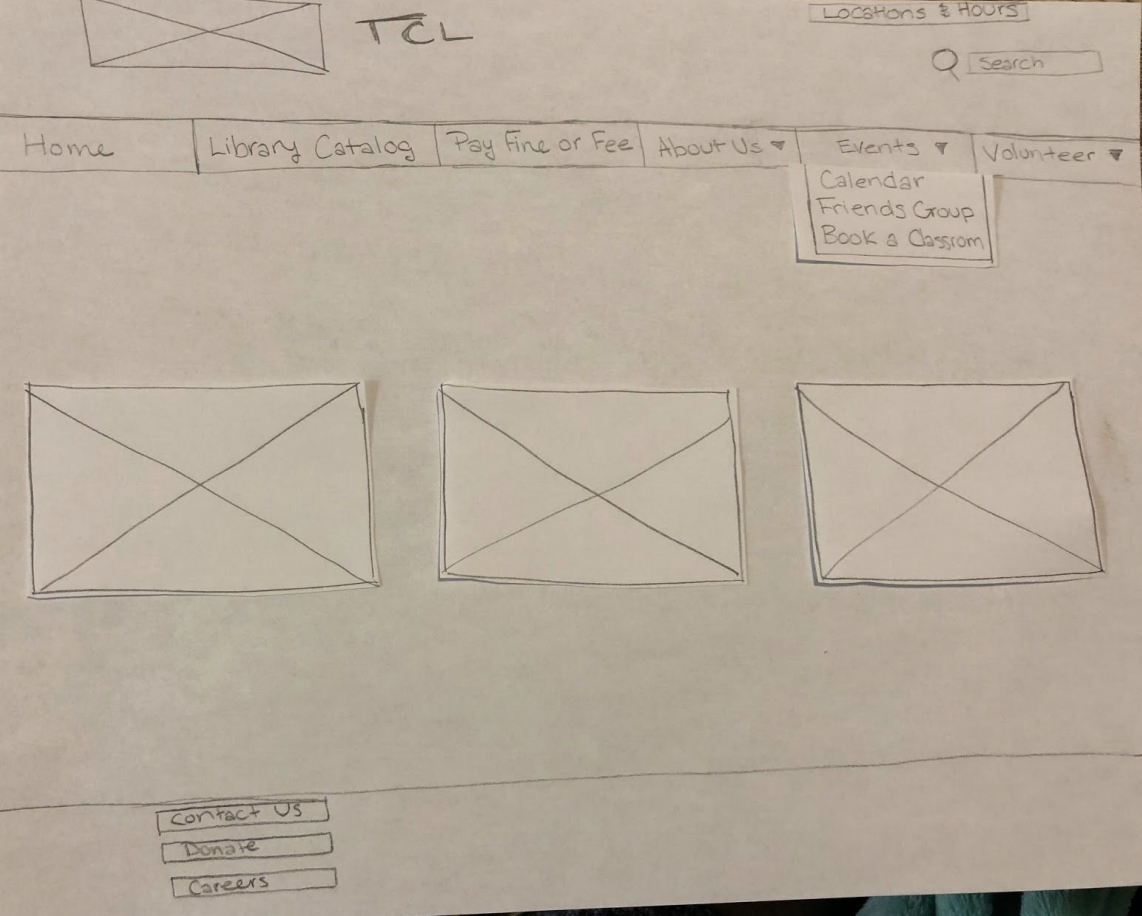 TCL
Locations & Hours
Search
Home
Library Catalog
Pay Fine or Fee
About Us ▼
Events ▼
Volunteer ▼
Calendar
Friends Group
Book a Classrom
Contact Us
Donate
Careers